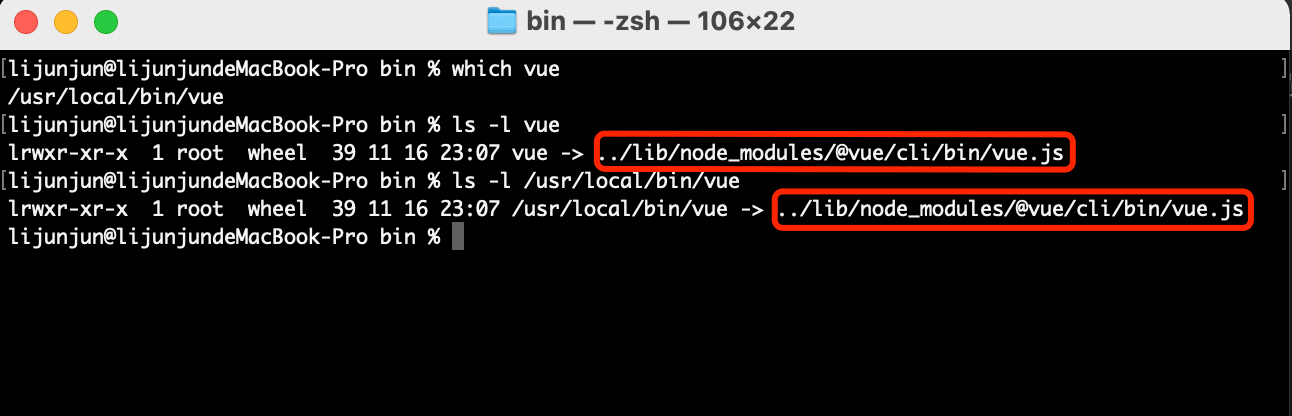 bin — -zsh — 106×22
[lijunjun@lijunjundeMacBook-Pro bin % which vue ]
/usr/local/bin/vue
[lijunjun@lijunjundeMacBook-Pro bin % ls -l vue ]
lrwxr-xr-x  1 root  wheel  39 11 16 23:07 vue -> ../lib/node_modules/@vue/cli/bin/vue.js
[lijunjun@lijunjundeMacBook-Pro bin % ls -l /usr/local/bin/vue ]
lrwxr-xr-x  1 root  wheel  39 11 16 23:07 /usr/local/bin/vue -> ../lib/node_modules/@vue/cli/bin/vue.js
lijunjun@lijunjundeMacBook-Pro bin %